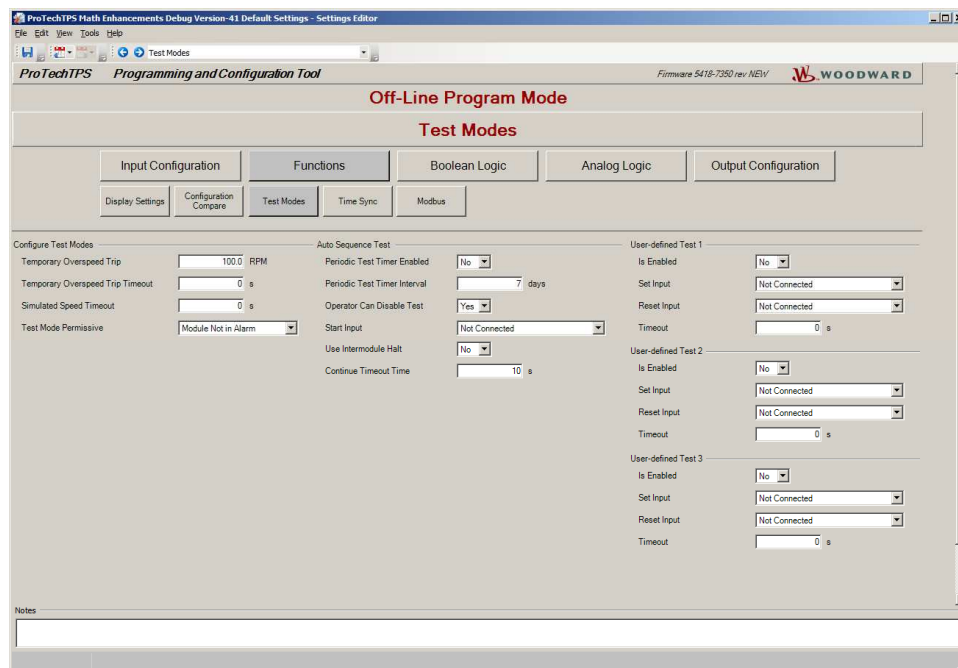 ProTechTPS Math Enhancements Debug Version-41 Default Settings - Settings Editor
File Edit View Tools Help
Test Modes
ProTechTPS Programming and Configuration Tool Firmware 5418-7350 rev NEW WOODWARD
Off-Line Program Mode
Test Modes
Input Configuration Functions Boolean Logic Analog Logic Output Configuration
Display Settings Configuration Compare Test Modes Time Sync Modbus
Configure Test Modes
Temporary Overspeed Trip 100.0 RPM
Temporary Overspeed Trip Timeout 0 s
Simulated Speed Timeout 0 s
Test Mode Permissive Module Not in Alarm
Auto Sequence Test
Periodic Test Timer Enabled No
Periodic Test Timer Interval 7 days
Operator Can Disable Test Yes
Start Input Not Connected
Use Intermodule Halt No
Continue Timeout Time 10 s
User-defined Test 1
Is Enabled No
Set Input Not Connected
Reset Input Not Connected
Timeout 0 s
User-defined Test 2
Is Enabled No
Set Input Not Connected
Reset Input Not Connected
Timeout 0 s
User-defined Test 3
Is Enabled No
Set Input Not Connected
Reset Input Not Connected
Timeout 0 s
Notes